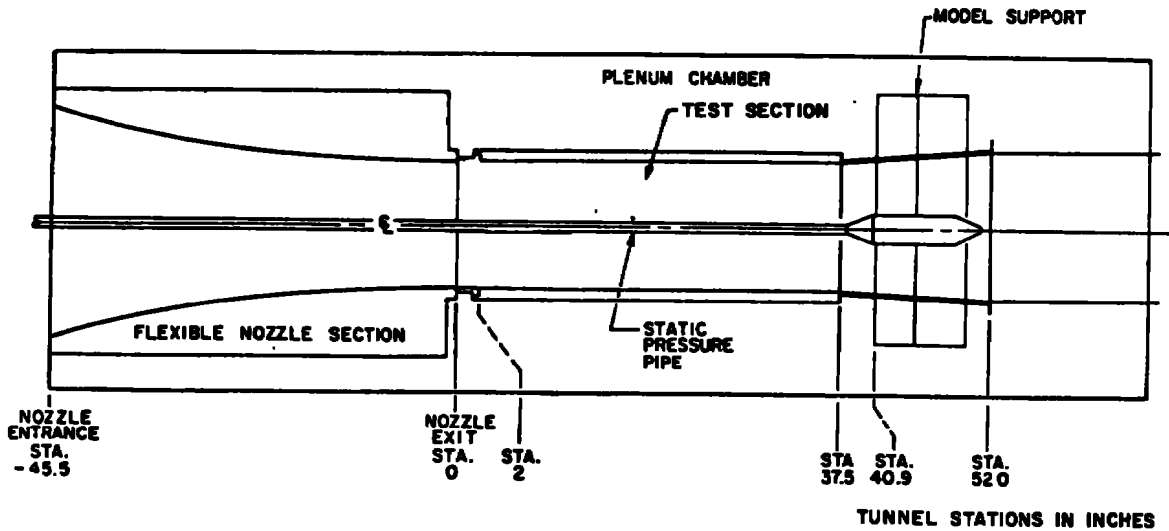 MODEL SUPPORT
PLENUM CHAMBER
TEST SECTION
℄
FLEXIBLE NOZZLE SECTION
STATIC
PRESSURE
PIPE
NOZZLE
ENTRANCE
STA.
-45.5
NOZZLE
EXIT
STA.
0
STA.
2
STA
37.5
STA.
40.9
STA.
52 0
TUNNEL STATIONS IN INCHES